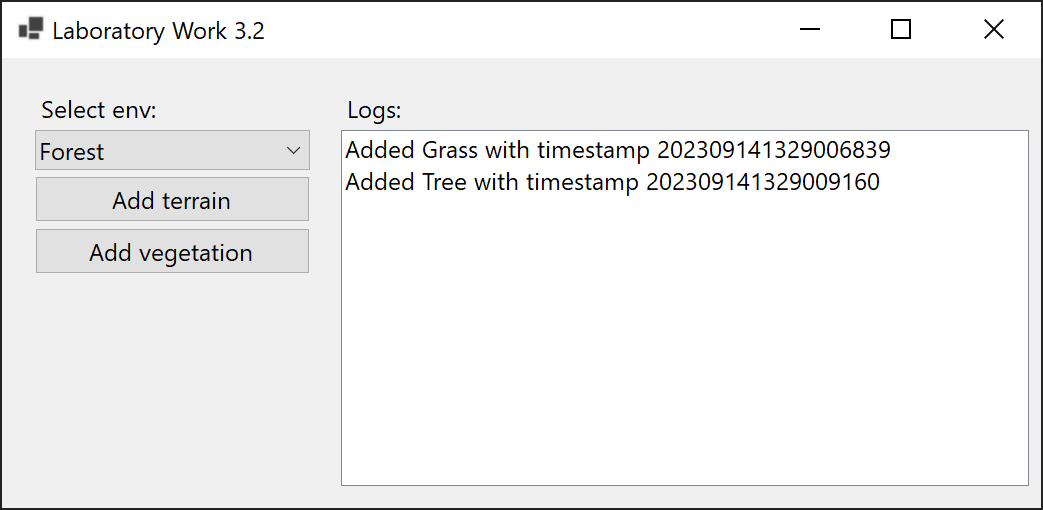 Laboratory Work 3.2
Select env:
Forest
Add terrain
Add vegetation
Logs:
Added Grass with timestamp 202309141329006839
Added Tree with timestamp 202309141329009160